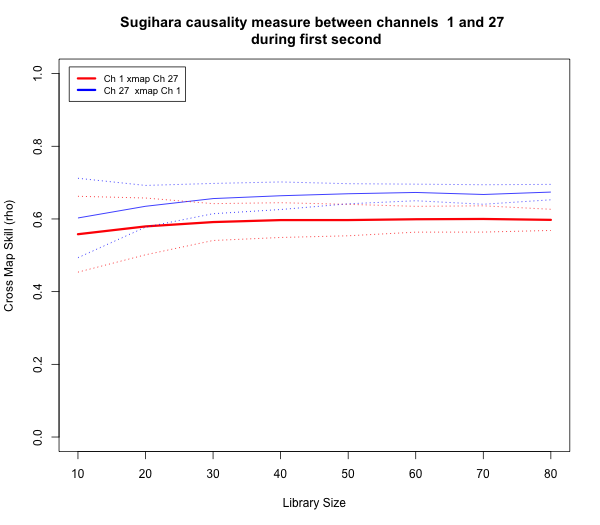 Sugihara causality measure between channels  1 and 27
during first second
Ch 1 xmap Ch 27
Ch 27  xmap Ch 1
Cross Map Skill (rho)
1.0
0.8
0.6
0.4
0.2
0.0
10 20 30 40 50 60 70 80
Library Size